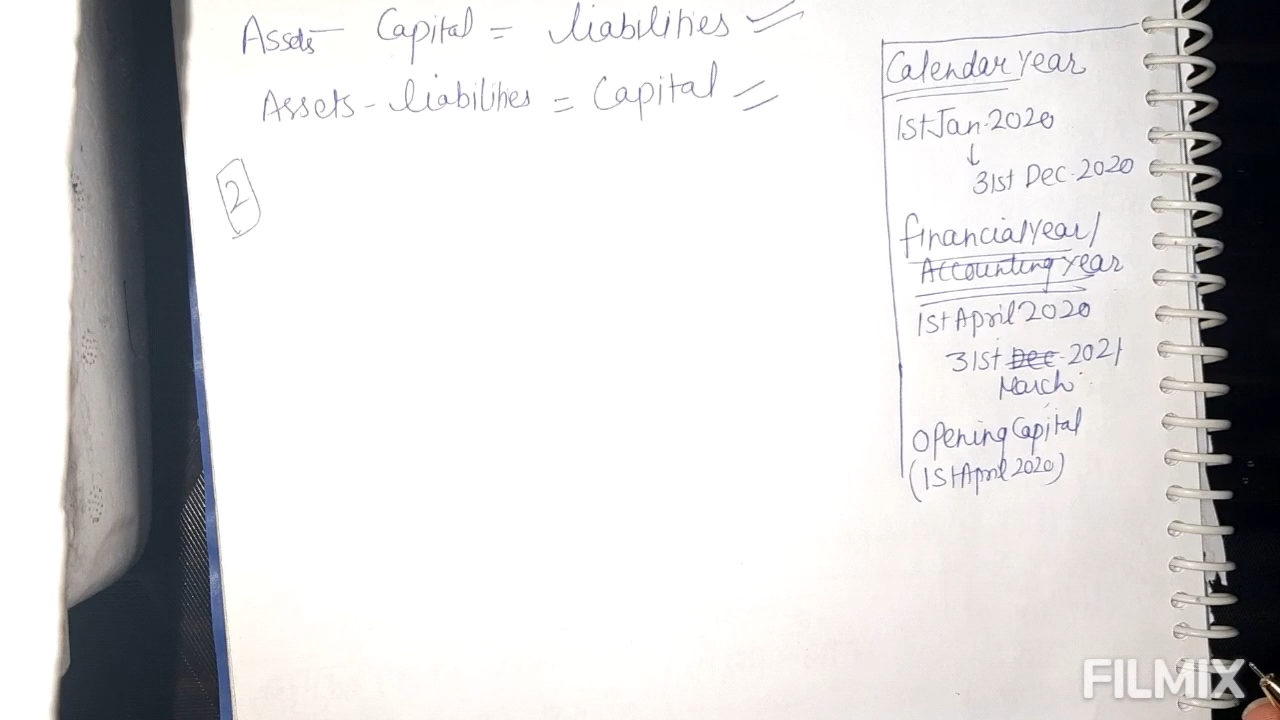 Assets - Capital = liabilities
Assets - liabilities = Capital
2
Calendar Year
1st Jan. 2020
↓
31st Dec. 2020
financial year/
Accounting year
1st April 2020
31st Dec. 2021
March
Opening Capital
(1st April 2020)
FILMIX